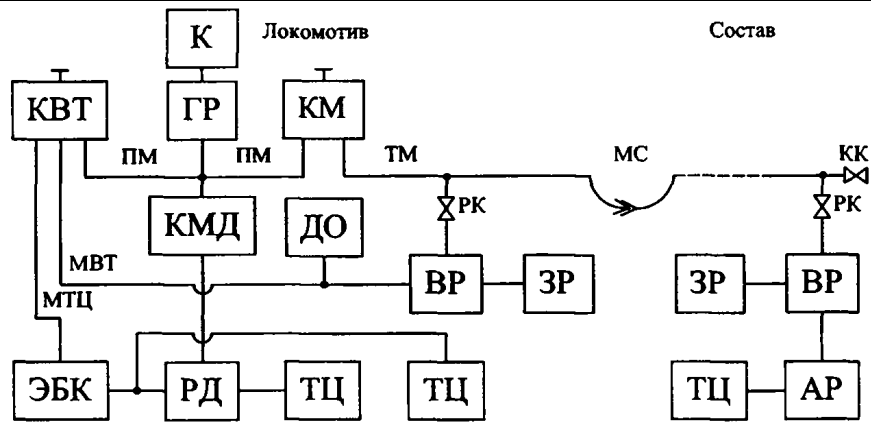 К
Локомотив
Состав
КВТ
ГР
КМ
ПМ
ПМ
ТМ
МС
КК
РК
РК
КМД
ДО
МВТ
ВР
ЗР
ЗР
ВР
МТЦ
ЭБК
РД
ТЦ
ТЦ
ТЦ
АР